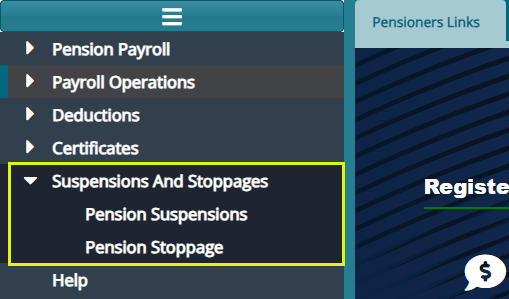 Pensioners Links
Pension Payroll
Payroll Operations
Deductions
Certificates
Suspensions And Stoppages
Pension Suspensions
Pension Stoppage
Help
Registe
$